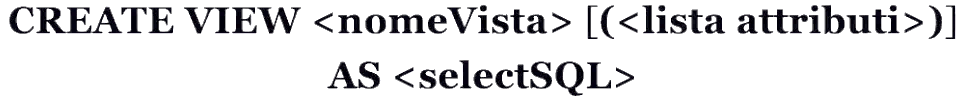 CREATE VIEW <nomeVista> [(<lista attributi>)]
AS <selectSQL>